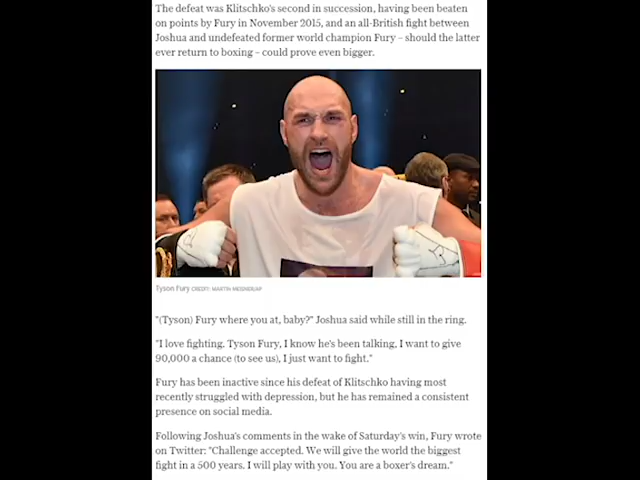 The defeat was Klitschko's second in succession, having been beaten
on points by Fury in November 2015, and an all-British fight between
Joshua and undefeated former world champion Fury – should the latter
ever return to boxing – could prove even bigger.
Tyson Fury CREDIT: MARTIN MEISNER/AP
"(Tyson) Fury where you at, baby?" Joshua said while still in the ring.
"I love fighting. Tyson Fury, I know he's been talking, I want to give
90,000 a chance (to see us), I just want to fight."
Fury has been inactive since his defeat of Klitschko having most
recently struggled with depression, but he has remained a consistent
presence on social media.
Following Joshua's comments in the wake of Saturday's win, Fury wrote
on Twitter: "Challenge accepted. We will give the world the biggest
fight in a 500 years. I will play with you. You are a boxer's dream."